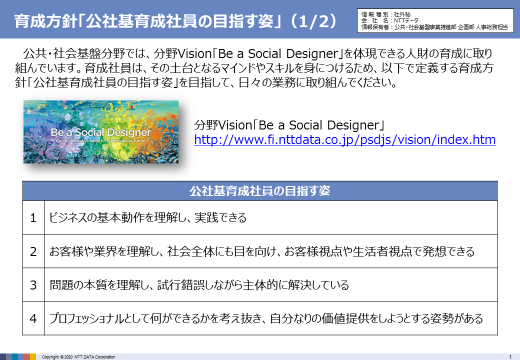 育成方針「公社基育成社員の目指す姿」（1/2）
情報種別：社外秘
会社名：NTTデータ
情報保有者：公共・社会基盤事業推進部 企画部 人事総務担当
公共・社会基盤分野では、分野Vision「Be a Social Designer」を体現できる人財の育成に取り
組んでいます。育成社員は、その土台となるマインドやスキルを身につけるため、以下で定義する育成方
針「公社基育成社員の目指す姿」を目指して、日々の業務に取り組んでください。
Be a Social Designer
分野Vision「Be a Social Designer」
http://www.fi.nttdata.co.jp/psdjs/vision/index.htm
公社基育成社員の目指す姿
1 ビジネスの基本動作を理解し、実践できる
2 お客様や業界を理解し、社会全体にも目を向け、お客様視点や生活者視点で発想できる
3 問題の本質を理解し、試行錯誤しながら主体的に解決している
4 プロフェッショナルとして何ができるかを考え抜き、自分なりの価値提供をしようとする姿勢がある
Copyright © 2020 NTT DATA Corporation
1